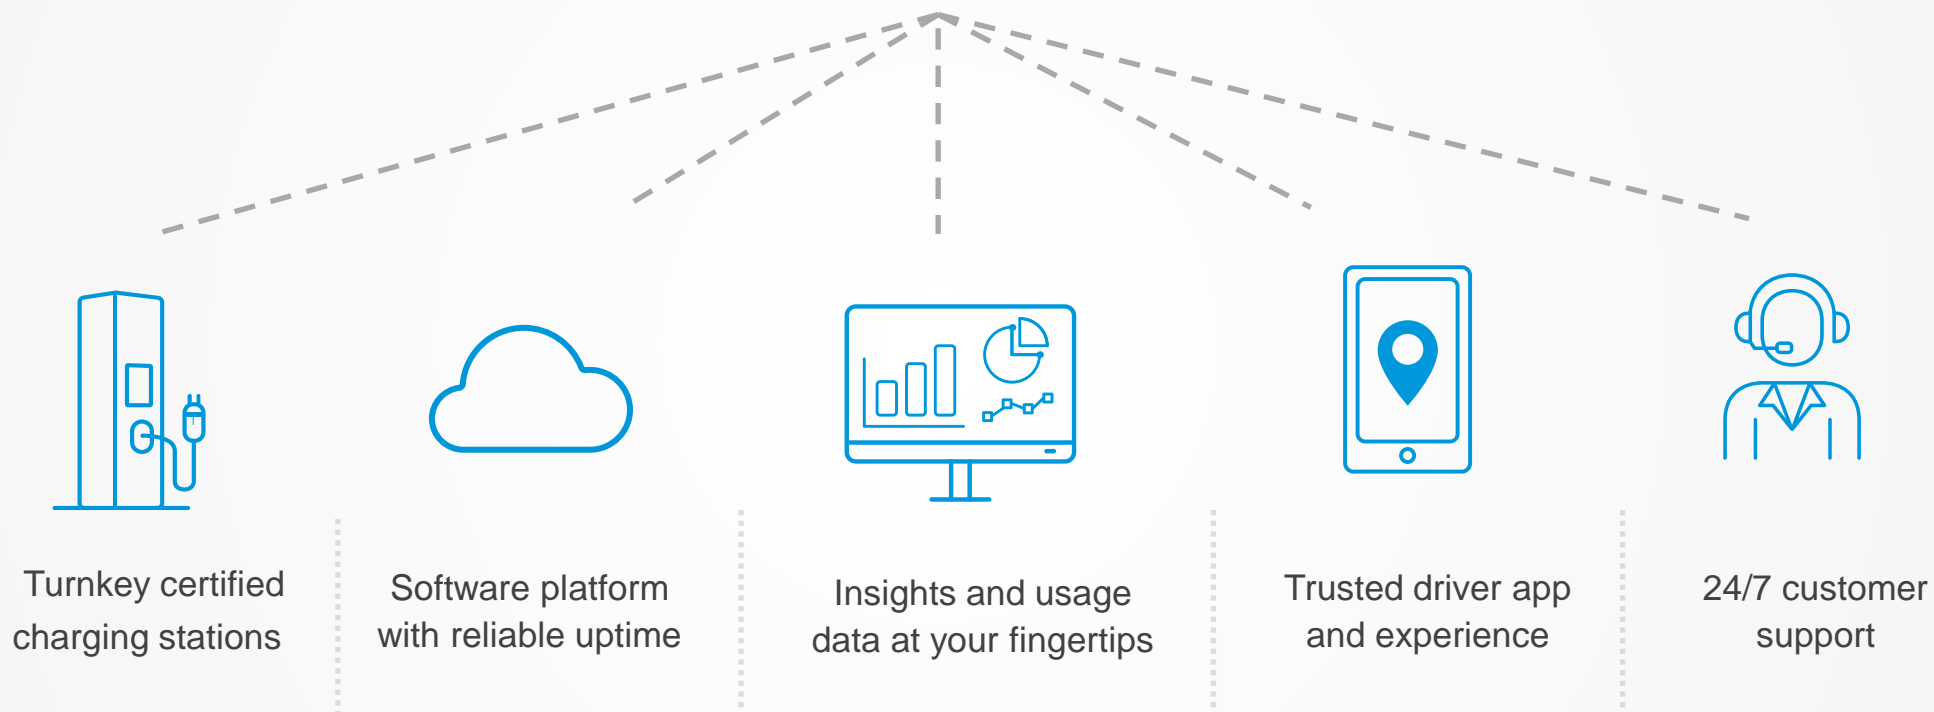 Turnkey certified
charging stations
Software platform
with reliable uptime
Insights and usage
data at your fingertips
Trusted driver app
and experience
24/7 customer
support